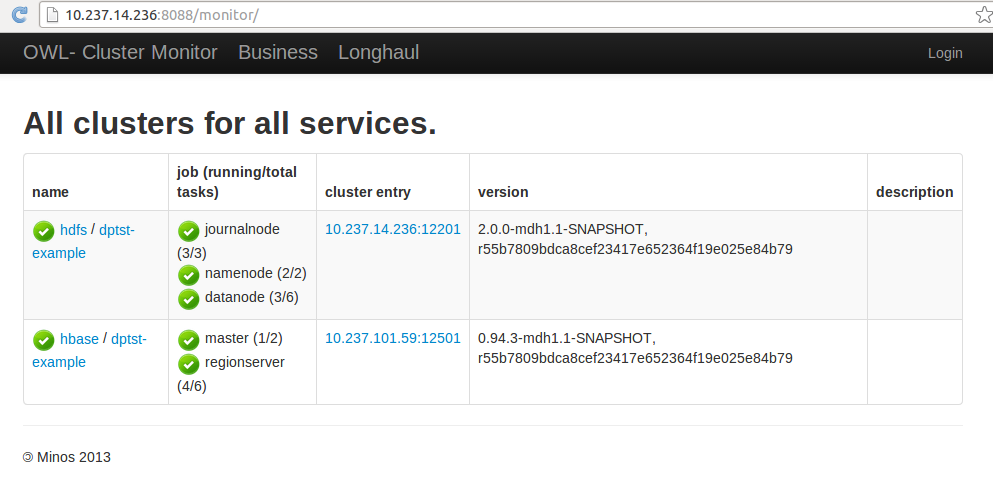 10.237.14.236:8088/monitor/
OWL- Cluster Monitor Business Longhaul Login
All clusters for all services.
name job (running/total tasks) cluster entry version description
hdfs / dptst-example
journalnode (3/3)
namenode (2/2)
datanode (3/6)
10.237.14.236:12201
2.0.0-mdh1.1-SNAPSHOT,
r55b7809bdca8cef23417e652364f19e025e84b79
hbase / dptst-example
master (1/2)
regionserver (4/6)
10.237.101.59:12501
0.94.3-mdh1.1-SNAPSHOT,
r55b7809bdca8cef23417e652364f19e025e84b79
🄯 Minos 2013